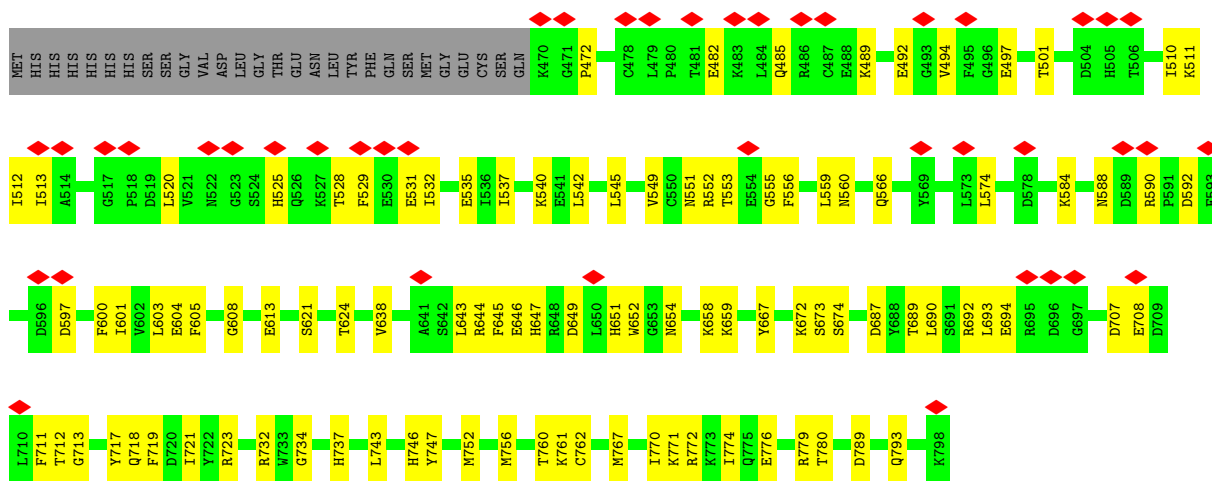 MET HIS HIS HIS HIS HIS HIS SER SER GLY VAL ASP LEU GLY THR GLU ASN LEU TYR PHE GLN SER MET GLY GLU CYS SER GLN K470 G471 P472 C478 L479 P480 T481 E482 K483 L484 Q485 R486 C487 E488 K489 E492 G493 V494 F495 G496 E497 T501 D504 H505 T506 I510 K511
I512 I513 A514 G517 P518 D519 L520 V521 N522 G523 S524 H525 Q526 K527 T528 F529 E530 E531 I532 E535 I536 I537 K540 E541 L542 L545 V549 C550 N551 R552 T553 E554 G555 F556 L559 N560 Q566 Y569 L573 L574 D578 K584 N588 D589 R590 P591 D592 E593
D596 D597 F600 I601 V602 L603 E604 F605 G608 E613 S621 T624 V638 A641 S642 L643 R644 F645 E646 H647 R648 D649 L650 H651 W652 G653 N654 K658 K659 Y667 K672 S673 S674 D687 Y688 T689 L690 S691 R692 L693 E694 R695 D696 G697 D707 E708 D709
L710 F711 T712 G713 Y717 Q718 F719 D720 I721 Y722 R723 R732 W733 G734 H737 L743 H746 Y747 M752 M756 T760 K761 C762 M767 I770 K771 R772 K773 I774 Q775 E776 R779 T780 D789 Q793 K798